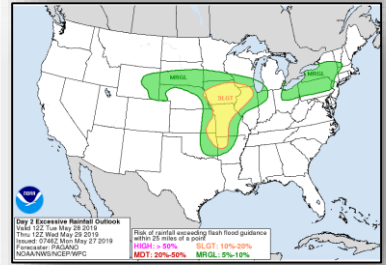 MRGL
MRGL
SLGT
noaa
Day 2 Excessive Rainfall Outlook
Valid 12Z Tue May 28 2019
Thru 12Z Wed May 29 2019
Issued: 0746Z Mon May 27 2019
Forecaster: PAGANO
NOAA/NWS/NCEP/WPC
Risk of rainfall exceeding flash flood guidance
within 25 miles of a point
HIGH: > 50% SLGT: 10%-20%
MDT: 20%-50% MRGL: 5%-10%